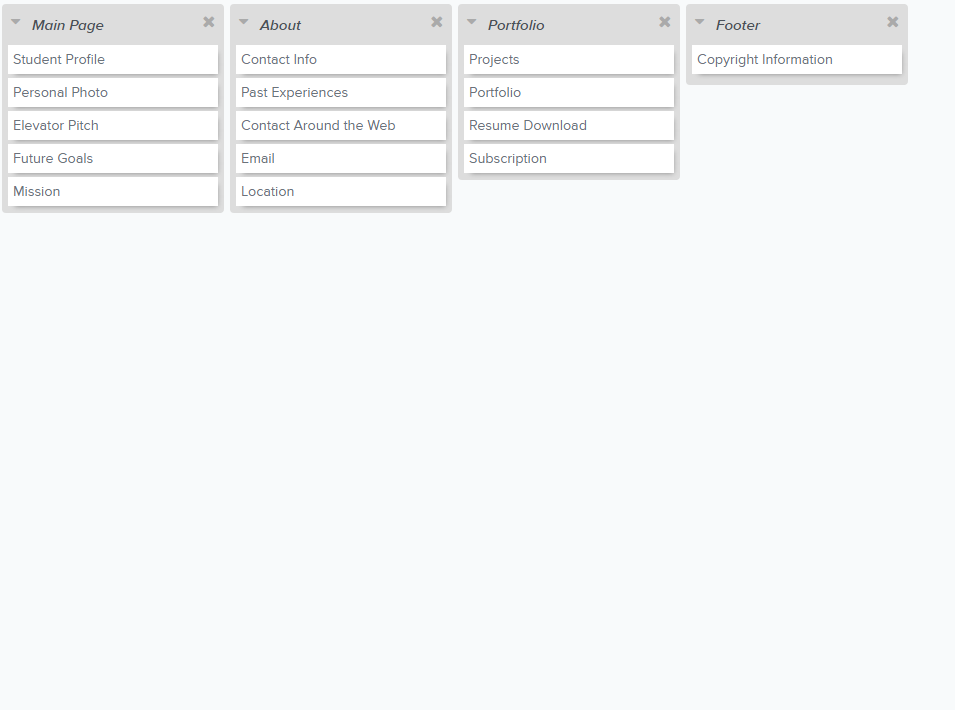 Main Page
Student Profile
Personal Photo
Elevator Pitch
Future Goals
Mission
About
Contact Info
Past Experiences
Contact Around the Web
Email
Location
Portfolio
Projects
Portfolio
Resume Download
Subscription
Footer
Copyright Information